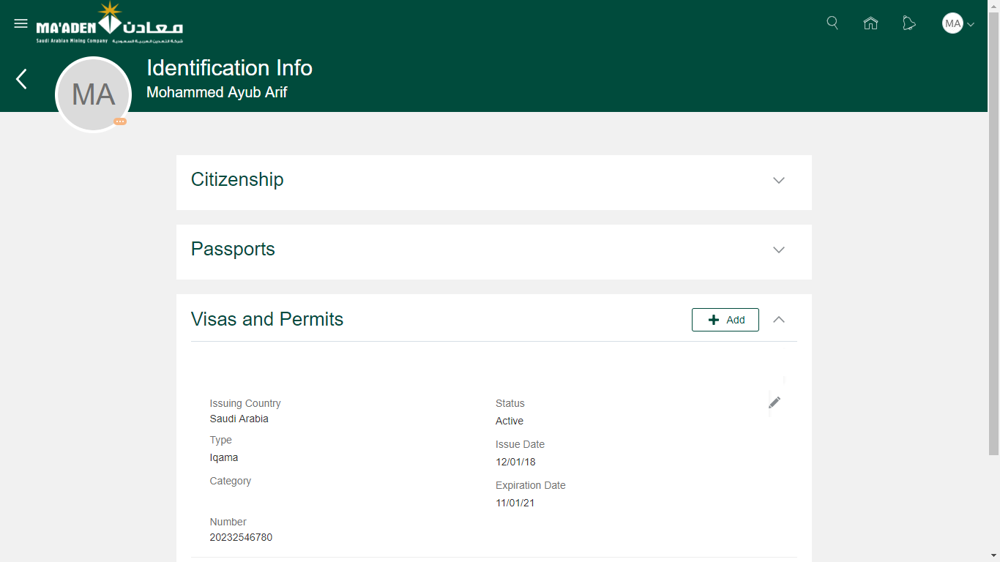 MA'ADEN معادن
Saudi Arabian Mining Company شركة التعدين العربية السعودية
MA
MA
Identification Info
Mohammed Ayub Arif
Citizenship
Passports
Visas and Permits
Add
Issuing Country
Saudi Arabia
Status
Active
Type
Iqama
Issue Date
12/01/18
Category
Expiration Date
11/01/21
Number
20232546780